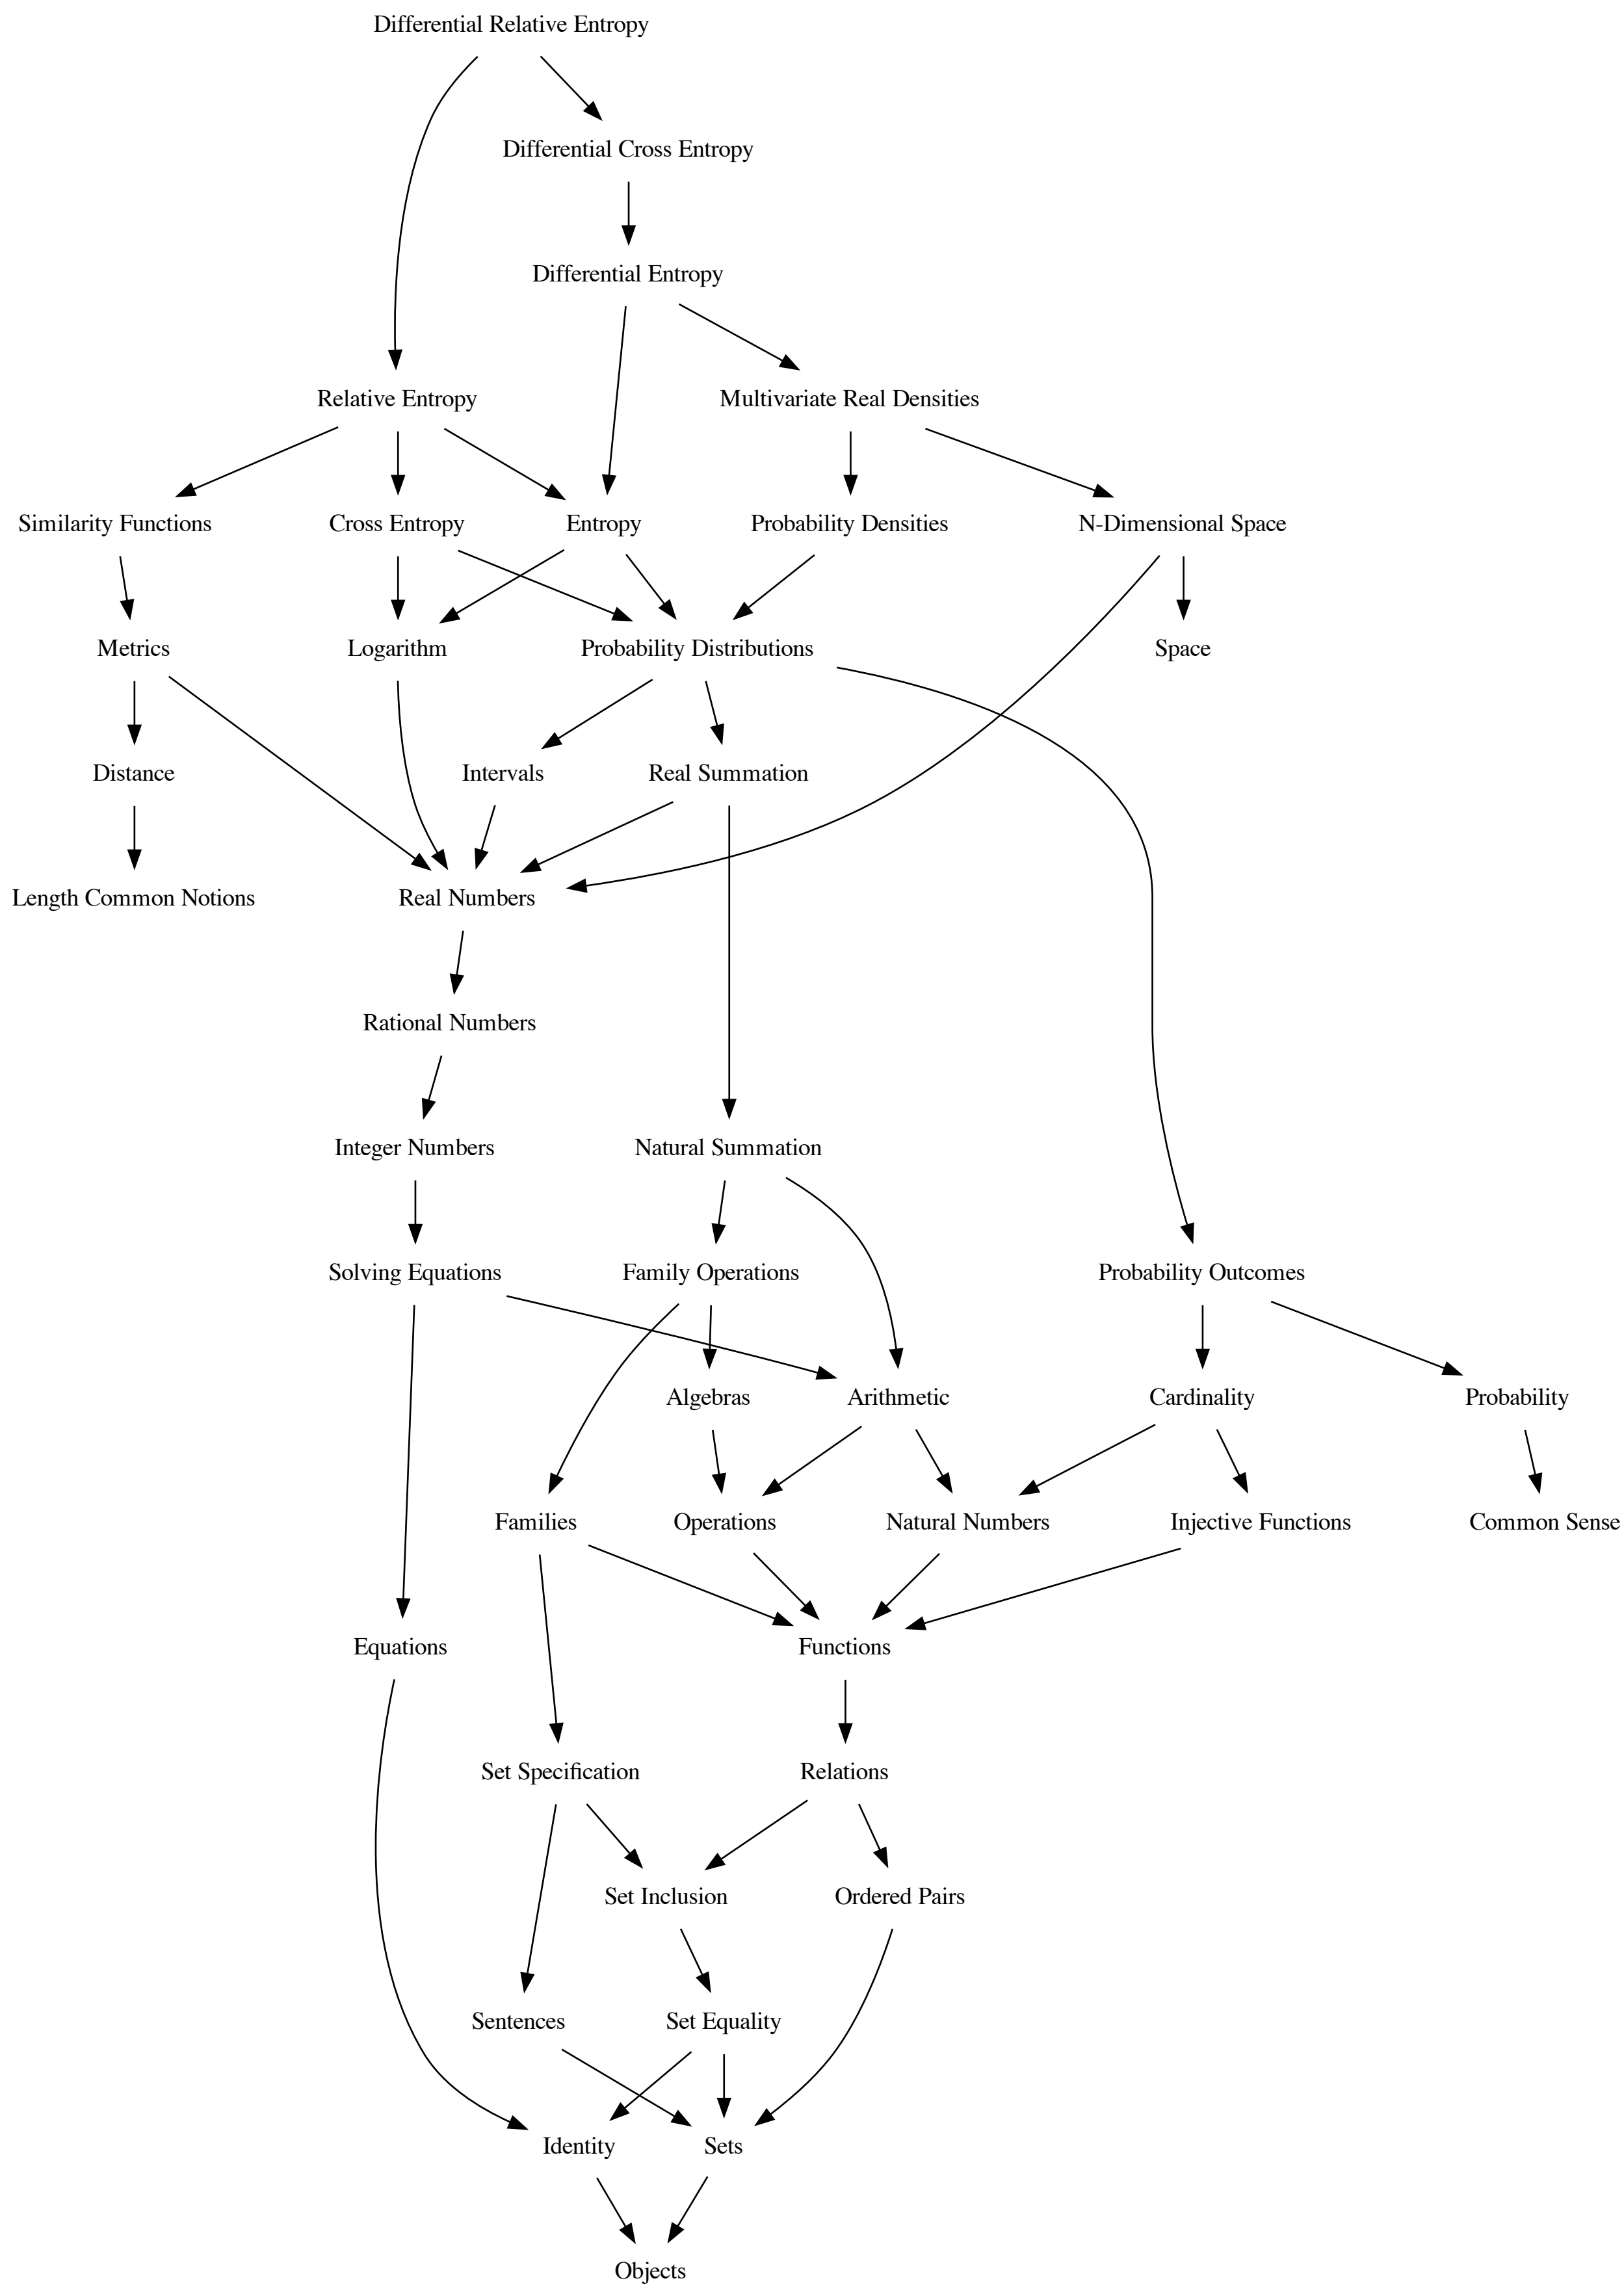 Differential Relative Entropy
Differential Cross Entropy
Differential Entropy
Relative Entropy
Multivariate Real Densities
Similarity Functions
Cross Entropy
Entropy
Probability Densities
N-Dimensional Space
Metrics
Logarithm
Probability Distributions
Space
Distance
Intervals
Real Summation
Length Common Notions
Real Numbers
Rational Numbers
Integer Numbers
Natural Summation
Solving Equations
Family Operations
Probability Outcomes
Algebras
Arithmetic
Cardinality
Probability
Families
Operations
Natural Numbers
Injective Functions
Common Sense
Equations
Functions
Set Specification
Relations
Set Inclusion
Ordered Pairs
Sentences
Set Equality
Identity
Sets
Objects